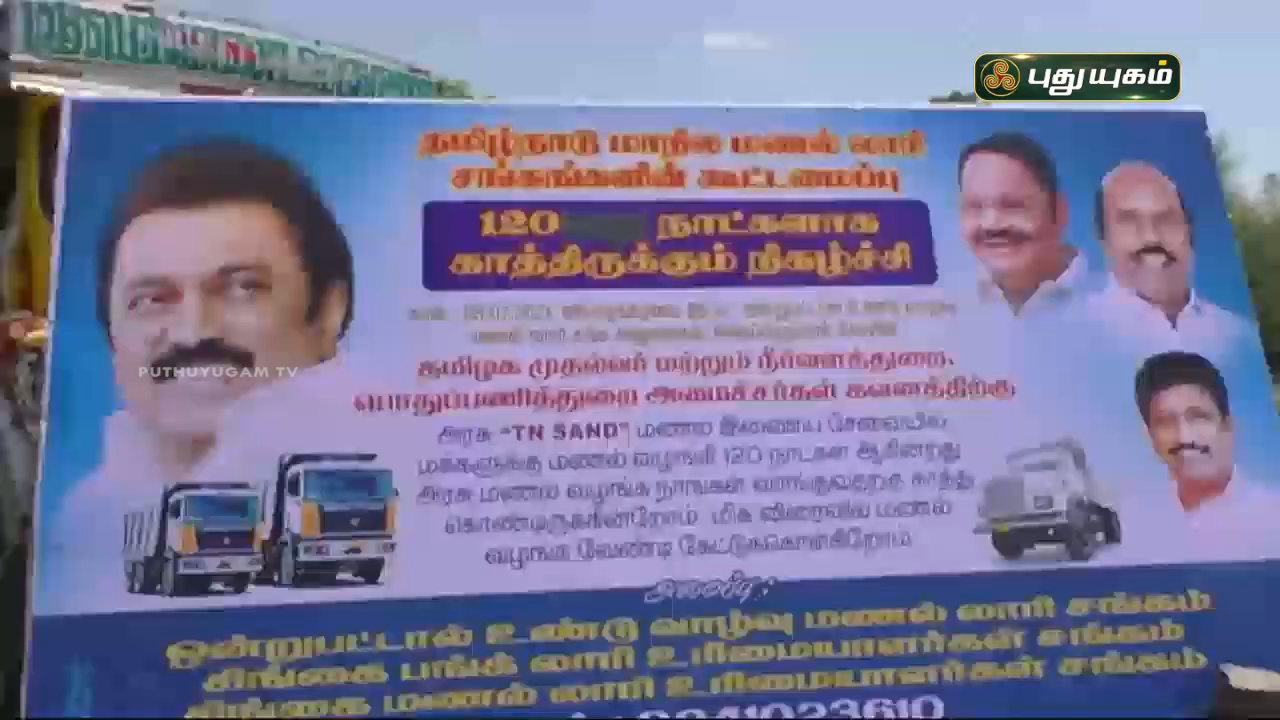 புதுயுகம்
தமிழ்நாடு மாநில மணல் லாரி
சங்கங்களின் கூட்டமைப்பு
120 நாட்களாக
காத்திருக்கும் நிகழ்ச்சி
தமிழக முதல்வர் மற்றும் நீர்வளத்துறை,
பொதுப்பணித்துறை அமைச்சர்கள் கவனத்திற்கு
PUTHUYUGAM TV
அரசு "TN SAND" மணல் இணைய சேவையில்
மக்களுக்கு மணல் வழங்கி 120 நாட்கள் ஆகின்றது
அரசு மணல் வழங்க நாங்கள் வாங்குவதற்கு காத்து
கொண்டிருகின்றோம் மிக விரைவில் மணல்
வழங்க வேண்டி கேட்டுக்கொள்கிறோம்
ஒன்றுபட்டால் உண்டு வாழ்வு மணல் லாரி சங்கம்
சிங்கை பங்க் லாரி உரிமையாளர்கள் சங்கம்
சிங்கை மணல் லாரி உரிமையாளர்கள் சங்கம்